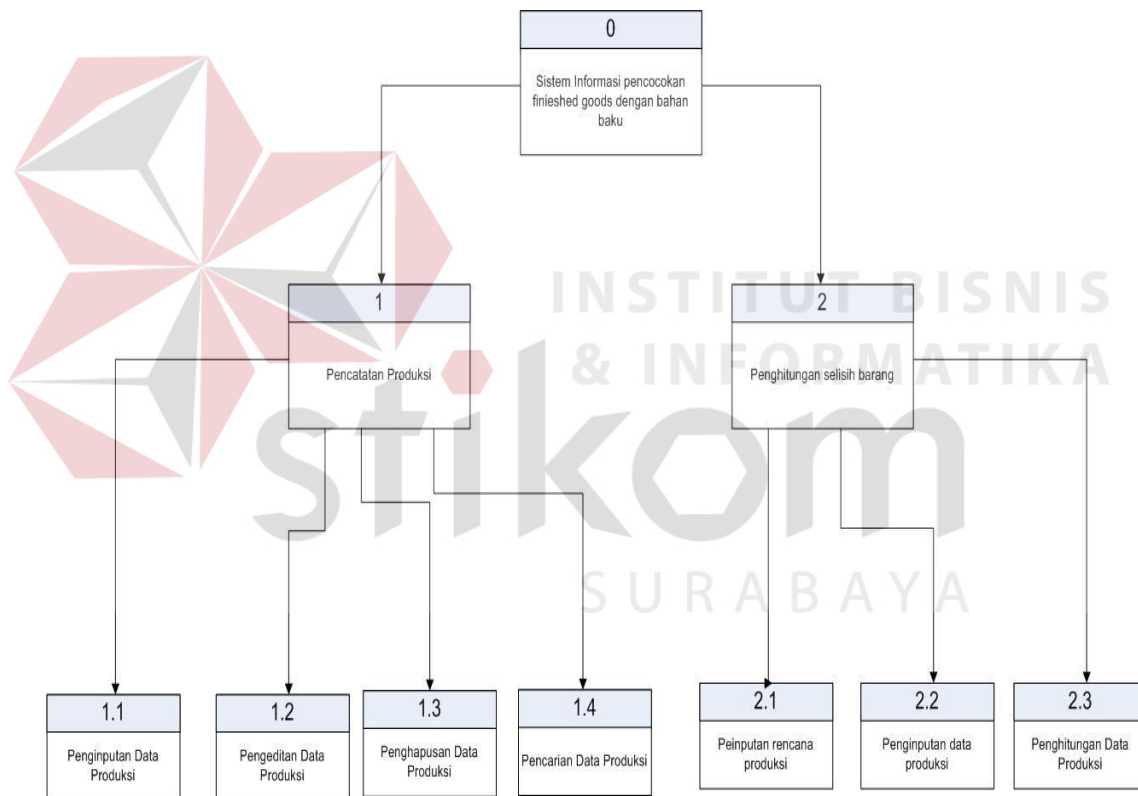 0
Sistem Informasi pencocokan
finieshed goods dengan bahan
baku
1
Pencatatan Produksi
2
Penghitungan selisih barang
INSTITUT BISNIS
& INFORMATIKA
stikom
SURABAYA
1.1
Penginputan Data
Produksi
1.2
Pengeditan Data
Produksi
1.3
Penghapusan Data
Produksi
1.4
Pencarian Data Produksi
2.1
Peinputan rencana
produksi
2.2
Penginputan data
produksi
2.3
Penghitungan Data
Produksi